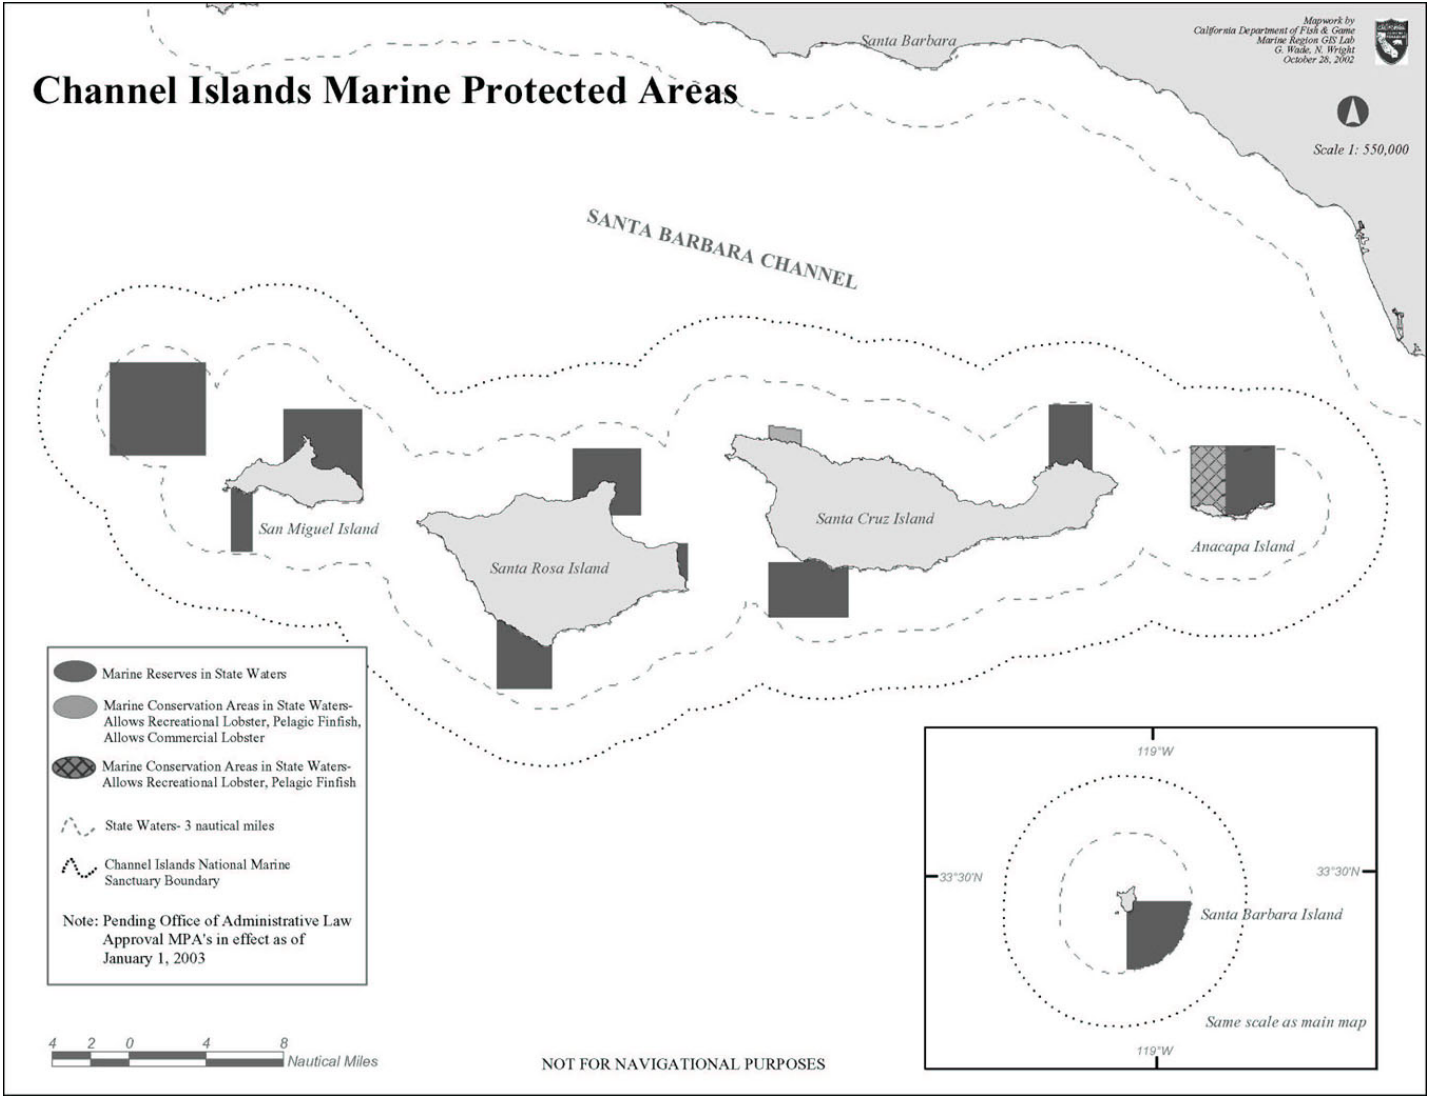 Santa Barbara
Mapwork by
California Department of Fish & Game
Marine Region GIS Lab
G. Wade, N. Wright
October 28, 2002
Channel Islands Marine Protected Areas
Scale 1: 550,000
SANTA BARBARA CHANNEL
San Miguel Island
Santa Rosa Island
Santa Cruz Island
Anacapa Island
Marine Reserves in State Waters
Marine Conservation Areas in State Waters-
Allows Recreational Lobster, Pelagic Finfish,
Allows Commercial Lobster
Marine Conservation Areas in State Waters-
Allows Recreational Lobster, Pelagic Finfish
State Waters- 3 nautical miles
Channel Islands National Marine
Sanctuary Boundary
Note: Pending Office of Administrative Law
Approval MPA's in effect as of
January 1, 2003
119°W
33°30'N
33°30'N
Santa Barbara Island
Same scale as main map
119°W
4 2 0 4 8
Nautical Miles
NOT FOR NAVIGATIONAL PURPOSES